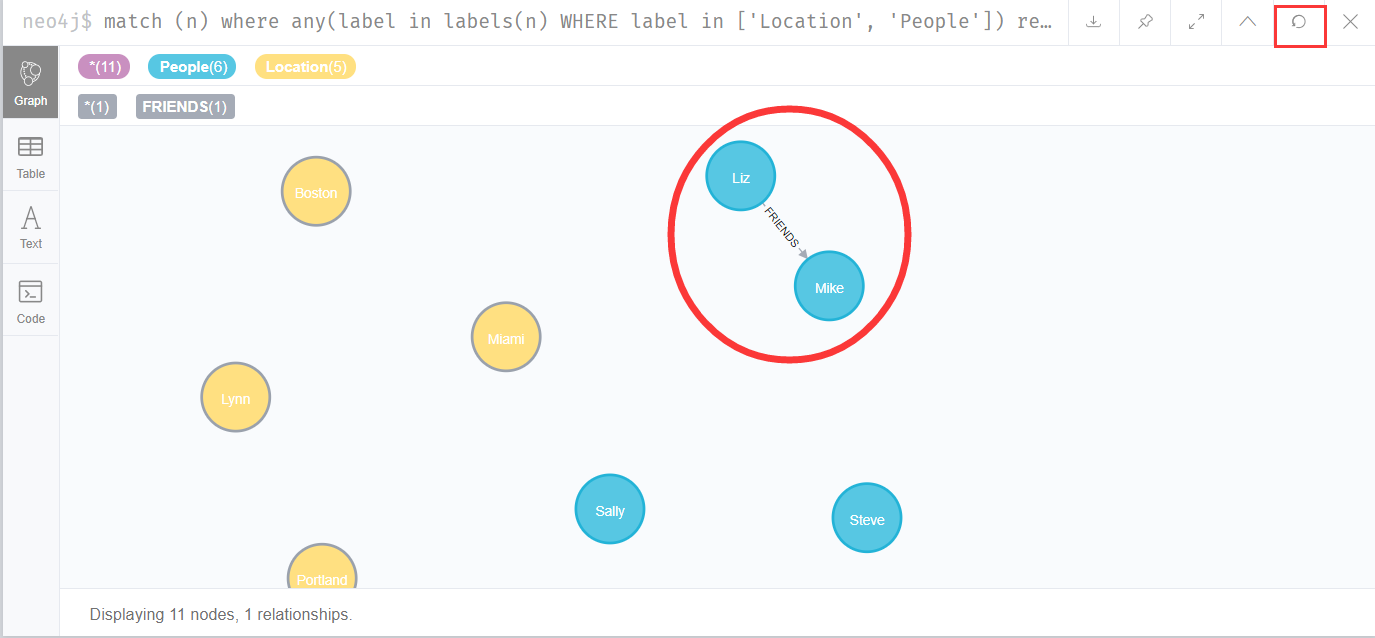 neo4j$ match (n) where any(label in labels(n) WHERE label in ['Location', 'People']) re…
Graph
Table
Text
Code
*(11) People(6) Location(5)
*(1) FRIENDS(1)
Boston
Liz
FRIENDS
Mike
Miami
Lynn
Sally
Steve
Portland
Displaying 11 nodes, 1 relationships.